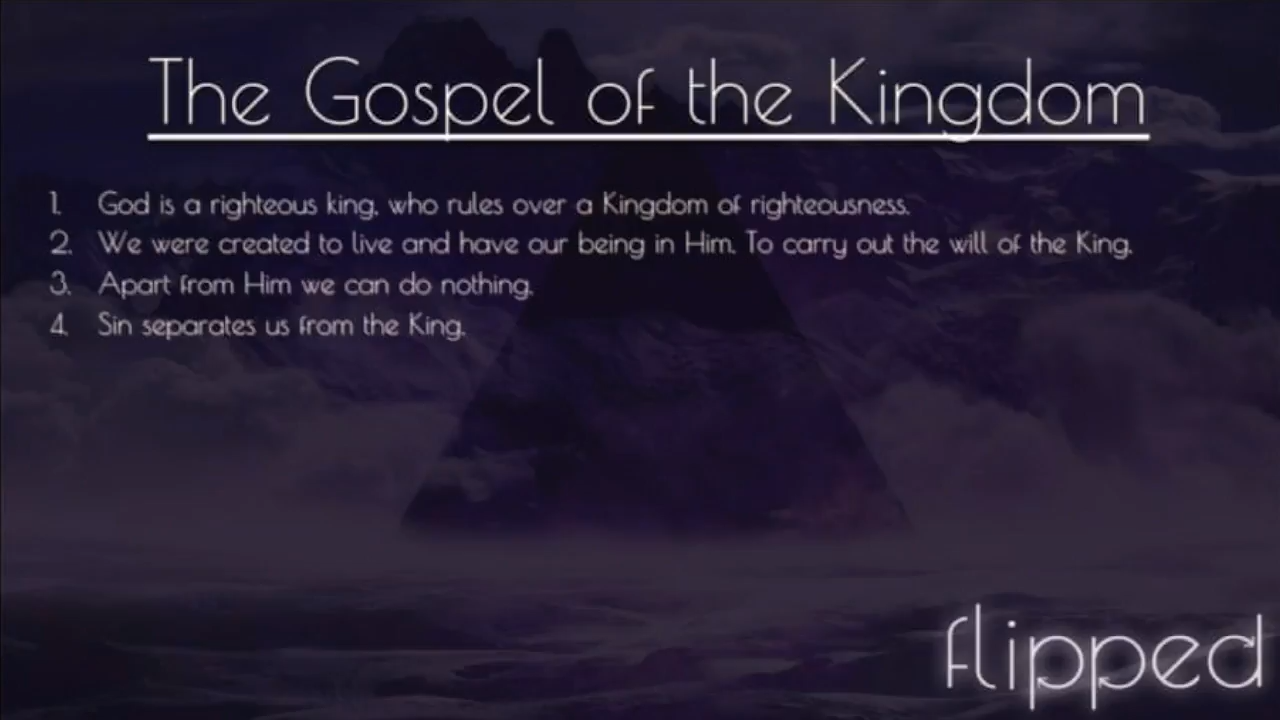 The Gospel of the Kingdom
1. God is a righteous king, who rules over a Kingdom of righteousness.
2. We were created to live and have our being in Him. To carry out the will of the King.
3. Apart from Him we can do nothing.
4. Sin separates us from the King.
flipped